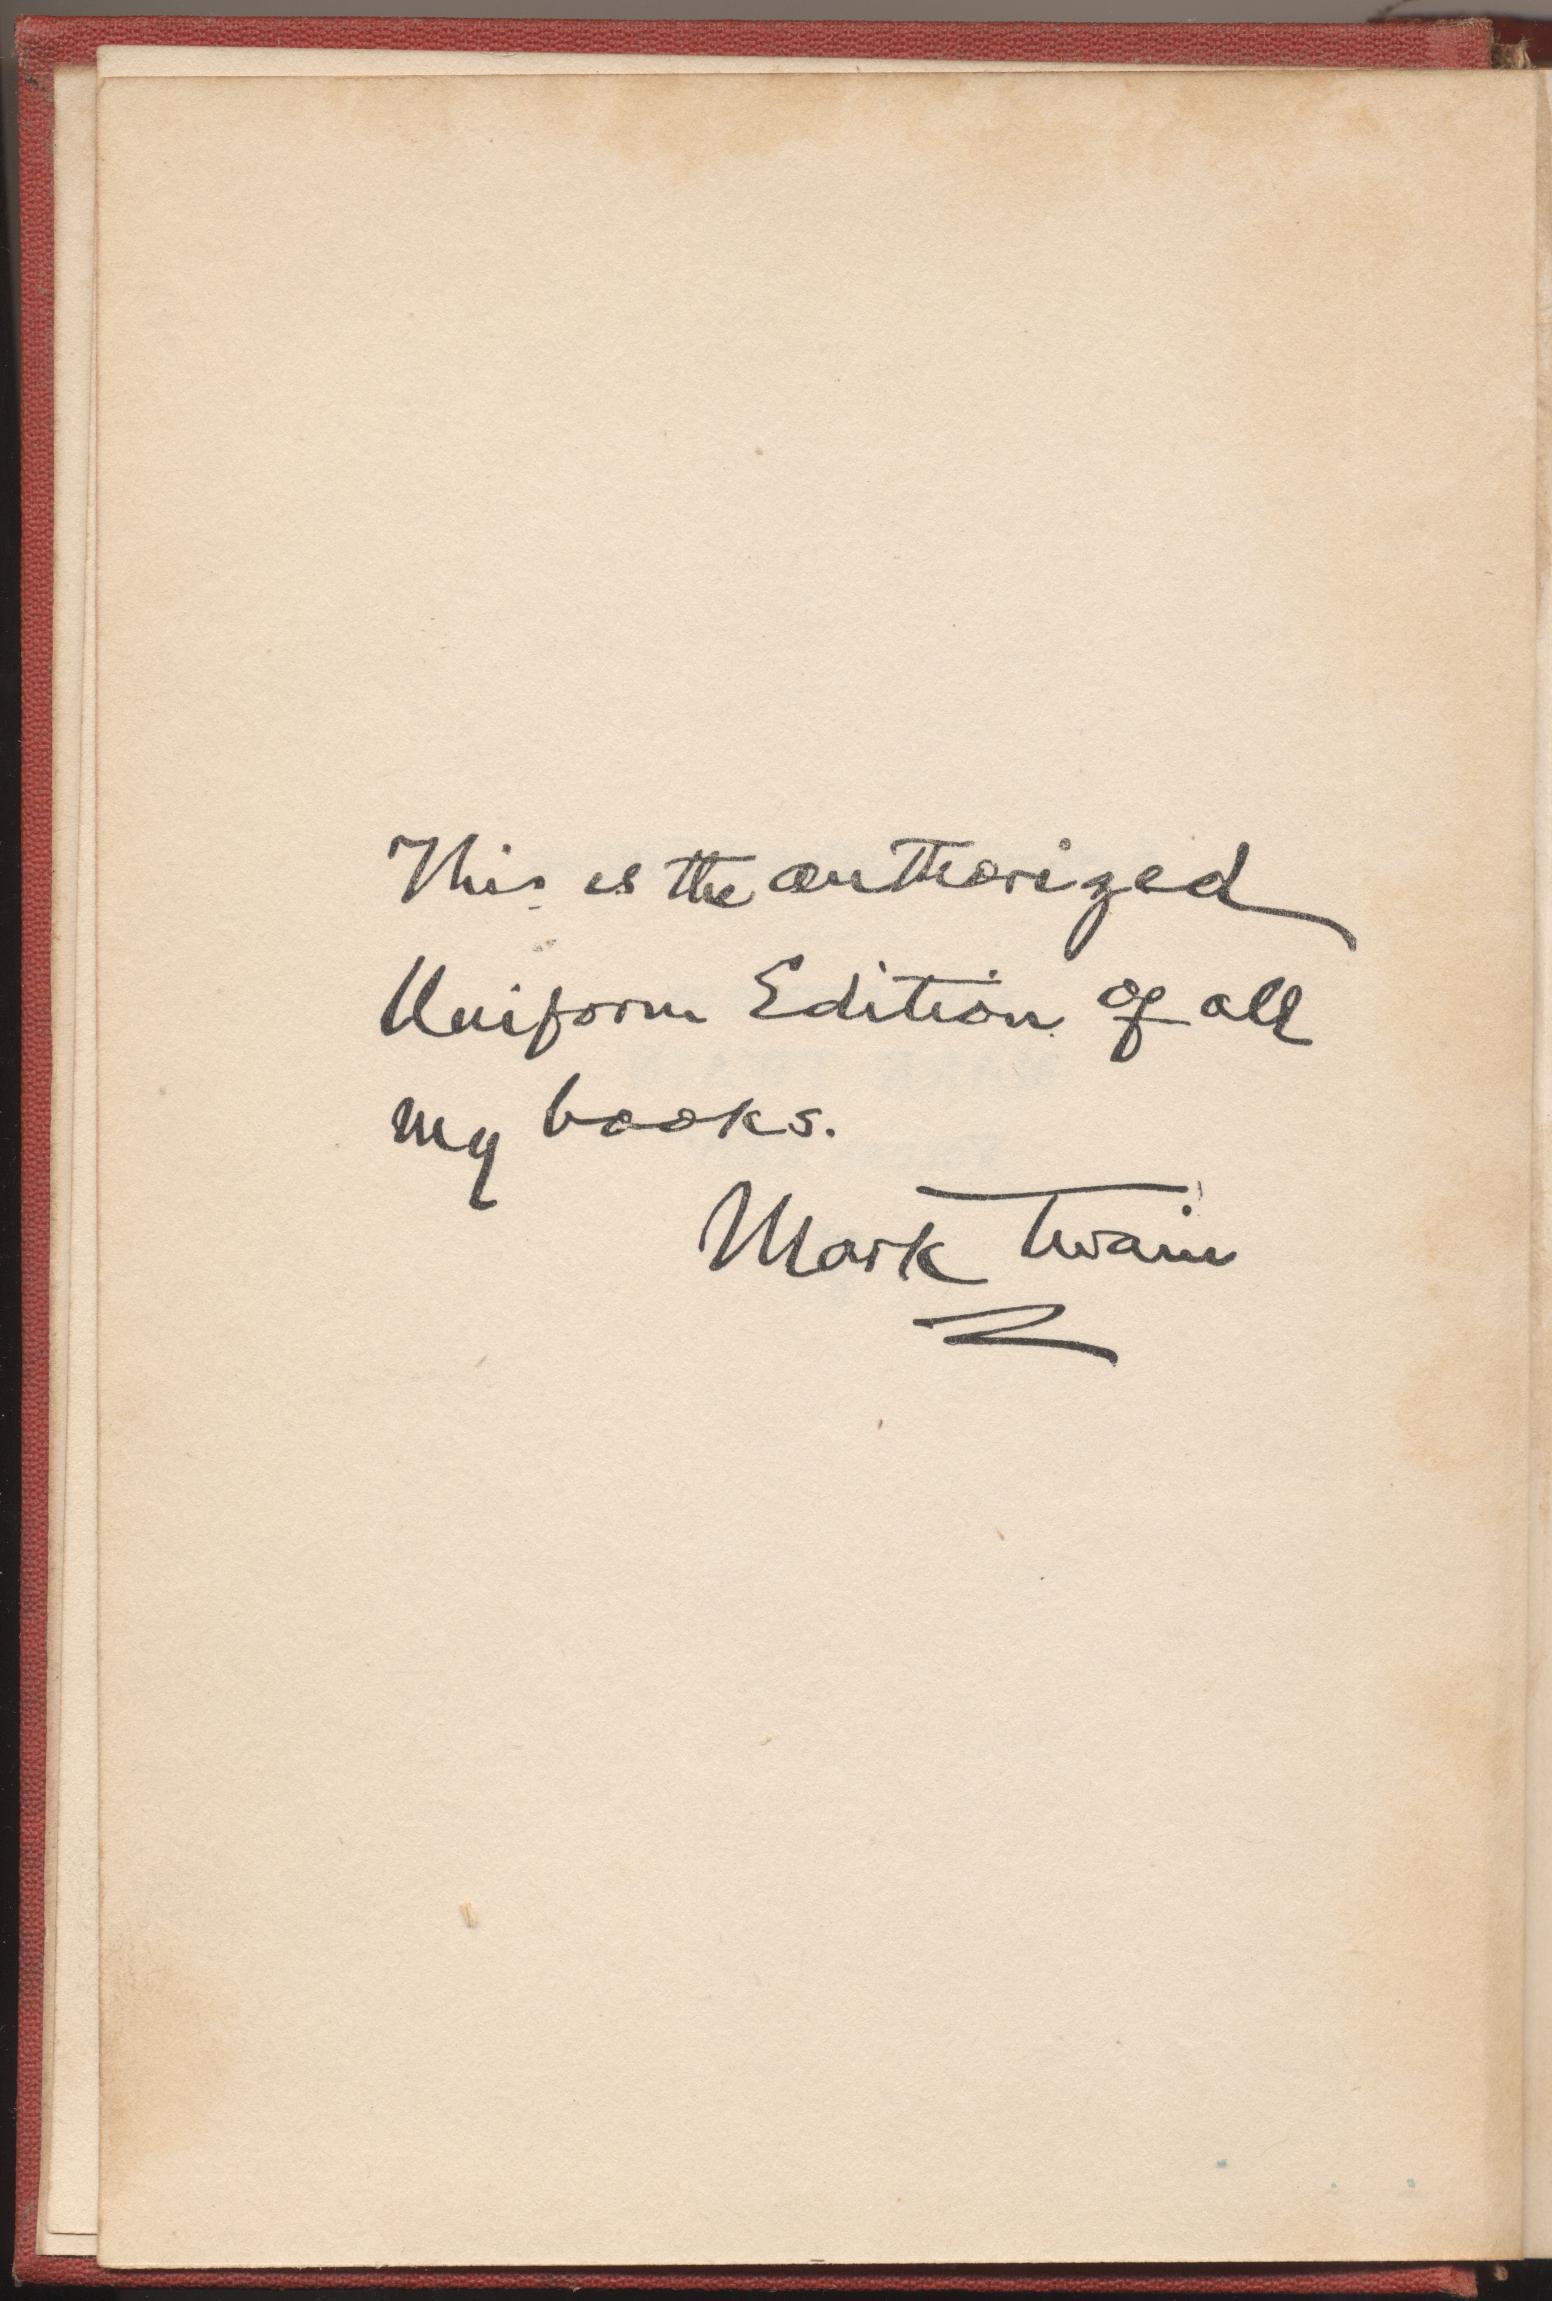 This is the authorized
Uniform Edition of all
my books.
Mark Twain